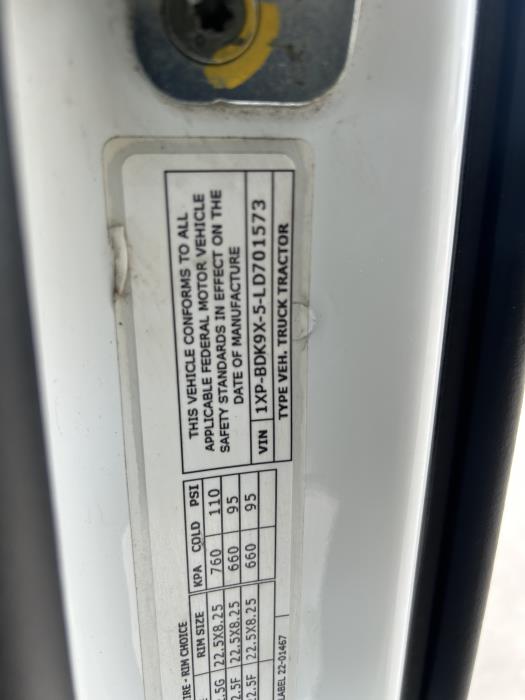 THIS VEHICLE CONFORMS TO ALL
APPLICABLE FEDERAL MOTOR VEHICLE
SAFETY STANDARDS IN EFFECT ON THE
DATE OF MANUFACTURE
VIN 1XP-BDK9X-5-LD701573
TYPE VEH. TRUCK TRACTOR
RIM CHOICE
RIM SIZE KPA COLD PSI
22.5X8.25 760 110
22.5X8.25 660 95
22.5X8.25 660 95
LABEL 22-01467